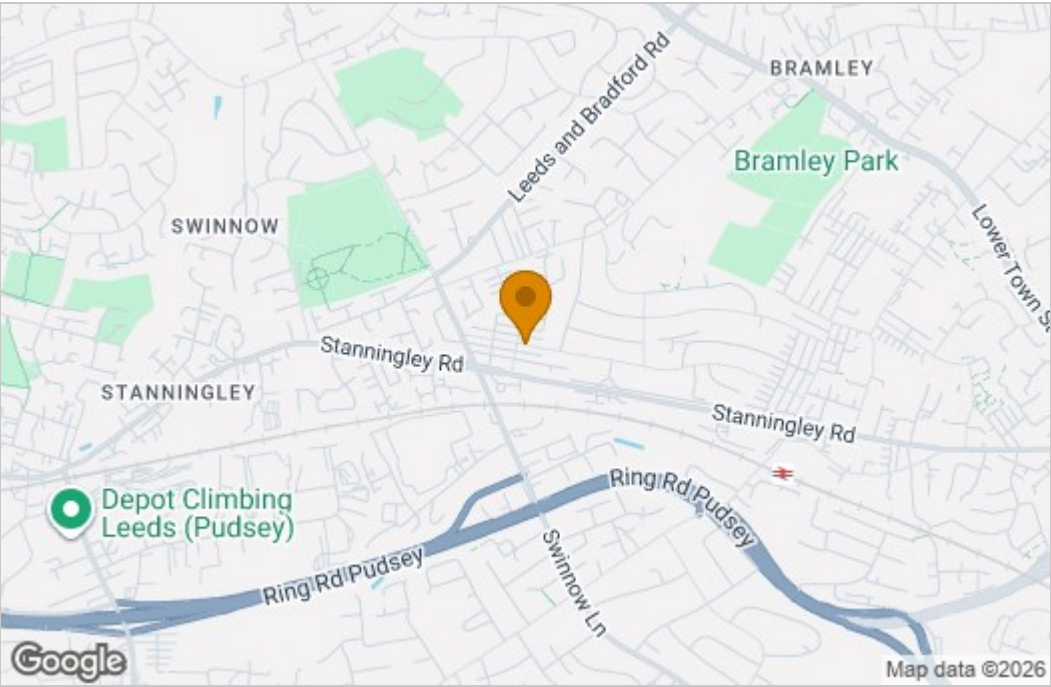 BRAMLEY
Leeds and Bradford Rd
Bramley Park
SWINNOW
Lower Town St
Stanningley Rd
STANNINGLEY
Stanningley Rd
Ring Rd Pudsey
Depot Climbing
Leeds (Pudsey)
Swinnow Ln
Ring Rd Pudsey
Google
Map data ©2026